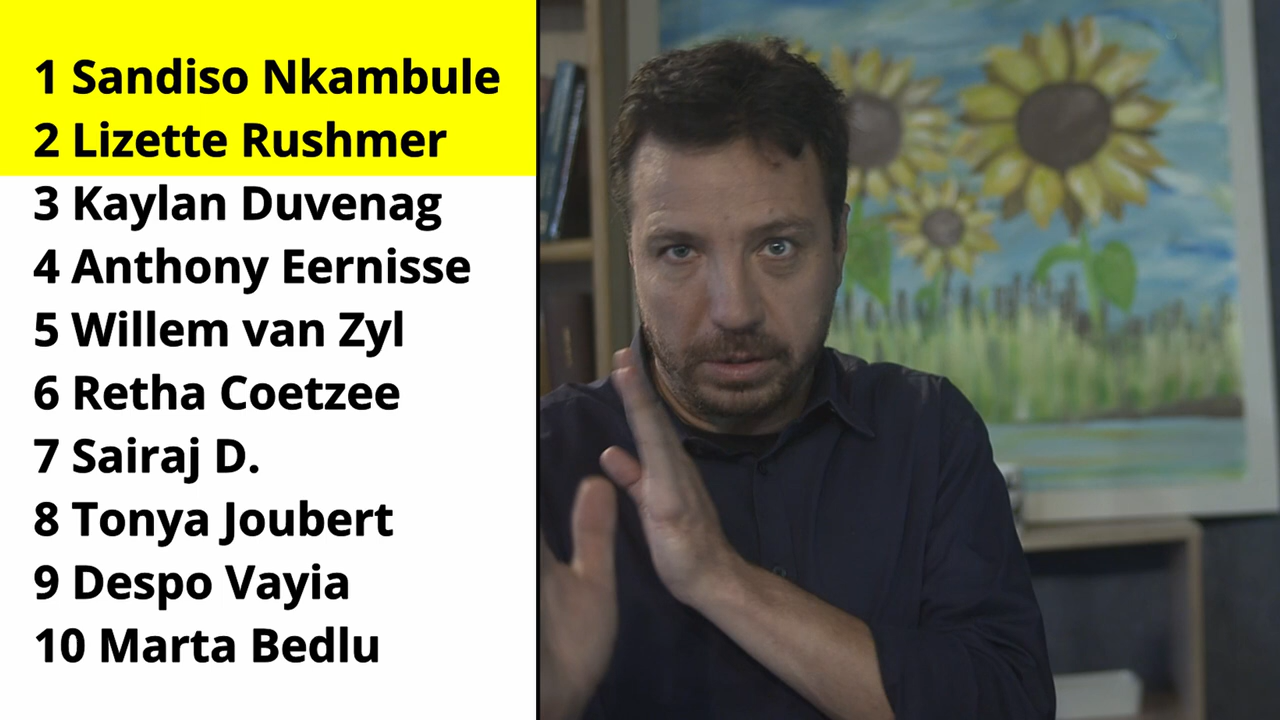 1 Sandiso Nkambule
2 Lizette Rushmer
3 Kaylan Duvenag
4 Anthony Eernisse
5 Willem van Zyl
6 Retha Coetzee
7 Sairaj D.
8 Tonya Joubert
9 Despo Vayia
10 Marta Bedlu